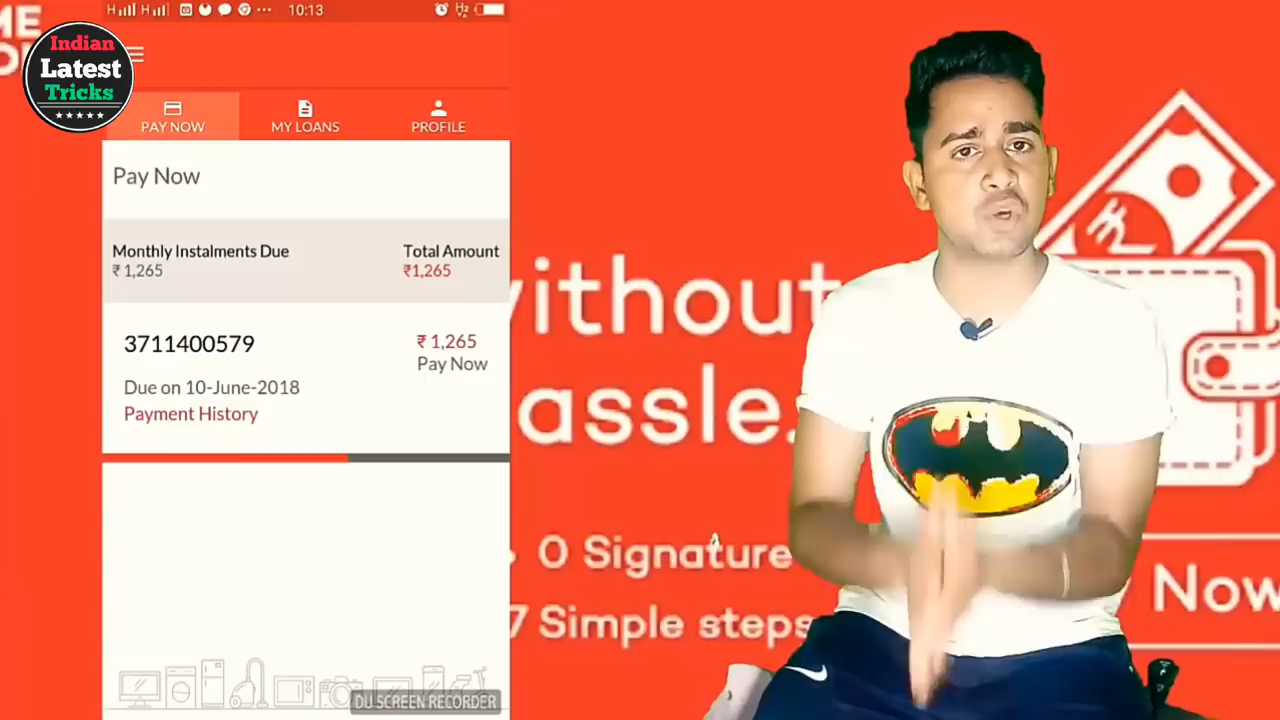 ME
Indian
Latest
Tricks
H H 10:13
PAY NOW
MY LOANS
PROFILE
Pay Now
Monthly Instalments Due
Total Amount
₹ 1,265
₹1,265
3711400579
₹ 1,265
Pay Now
Due on 10-June-2018
Payment History
without
assle.
0 Signature
7 Simple steps
Now
DU SCREEN RECORDER